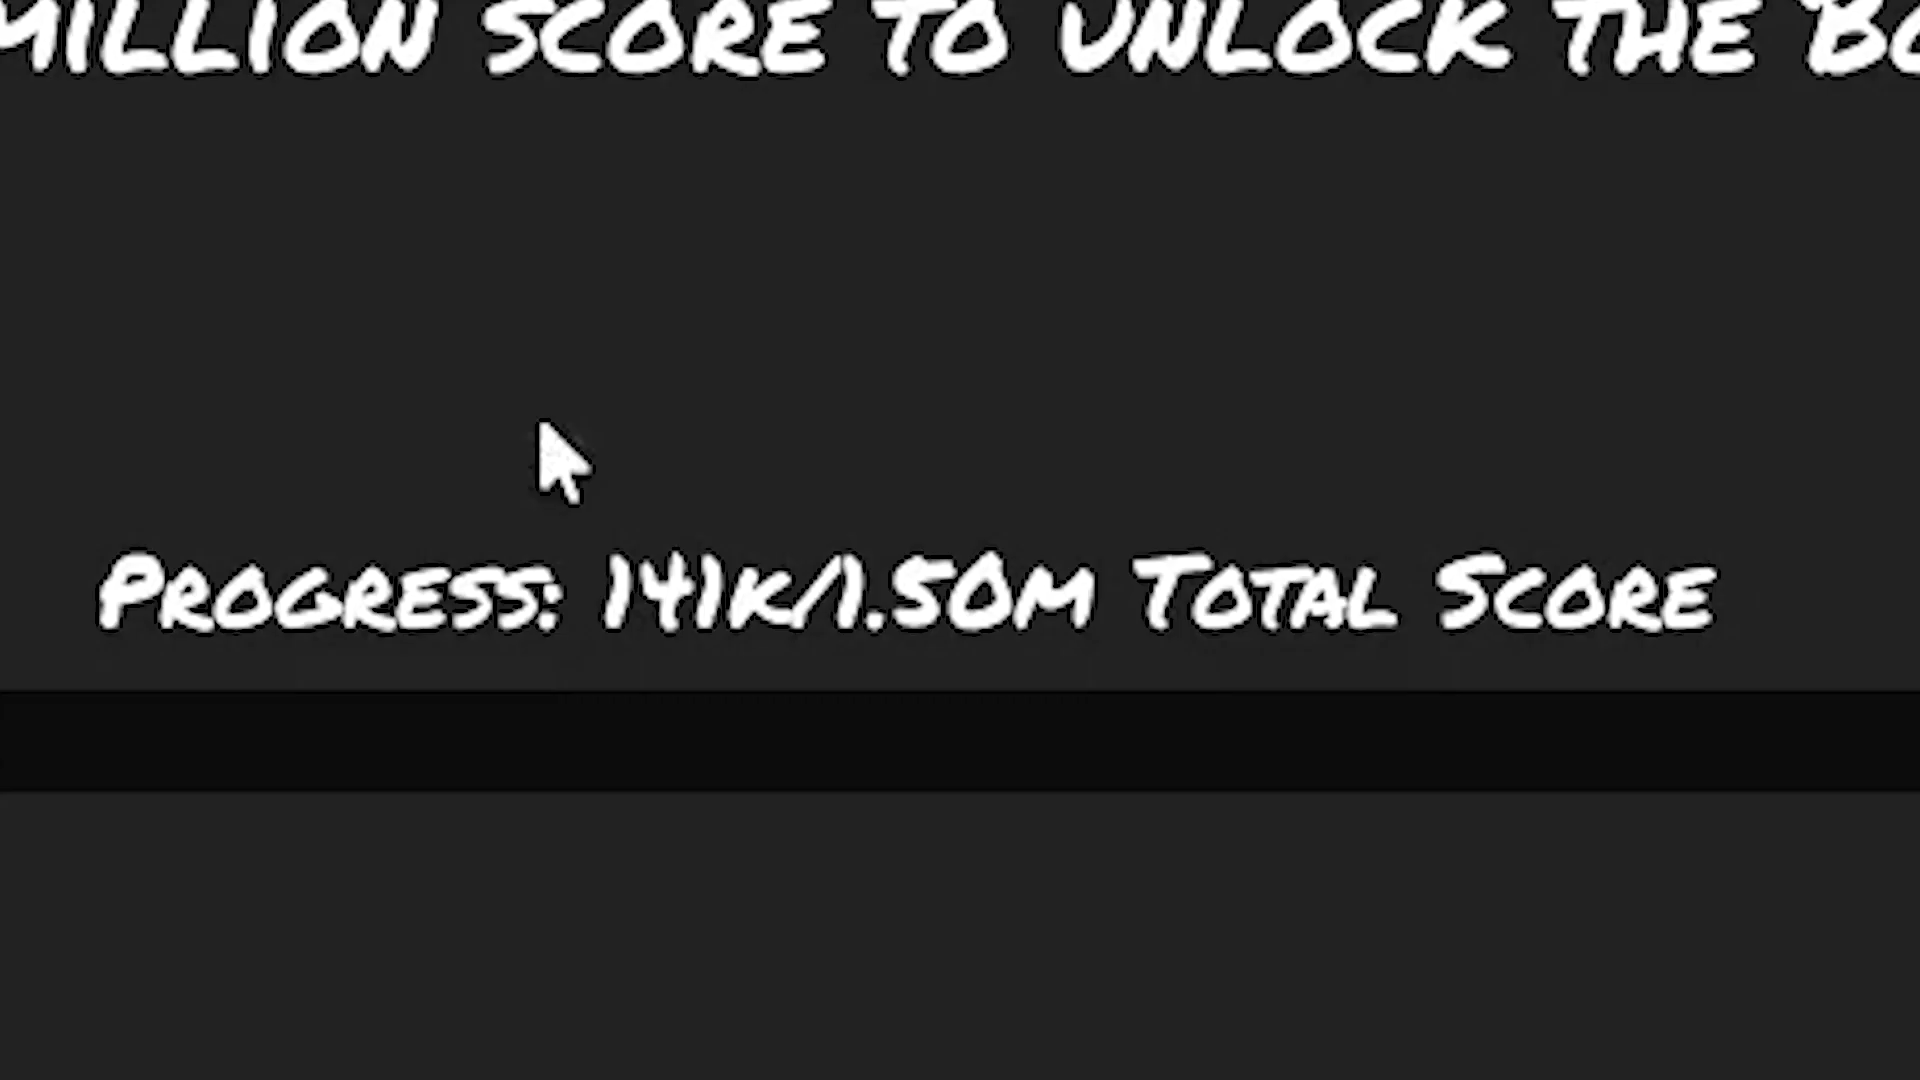 MILLION SCORE TO UNLOCK THE
PROGRESS: 141K/1.50M TOTAL SCORE